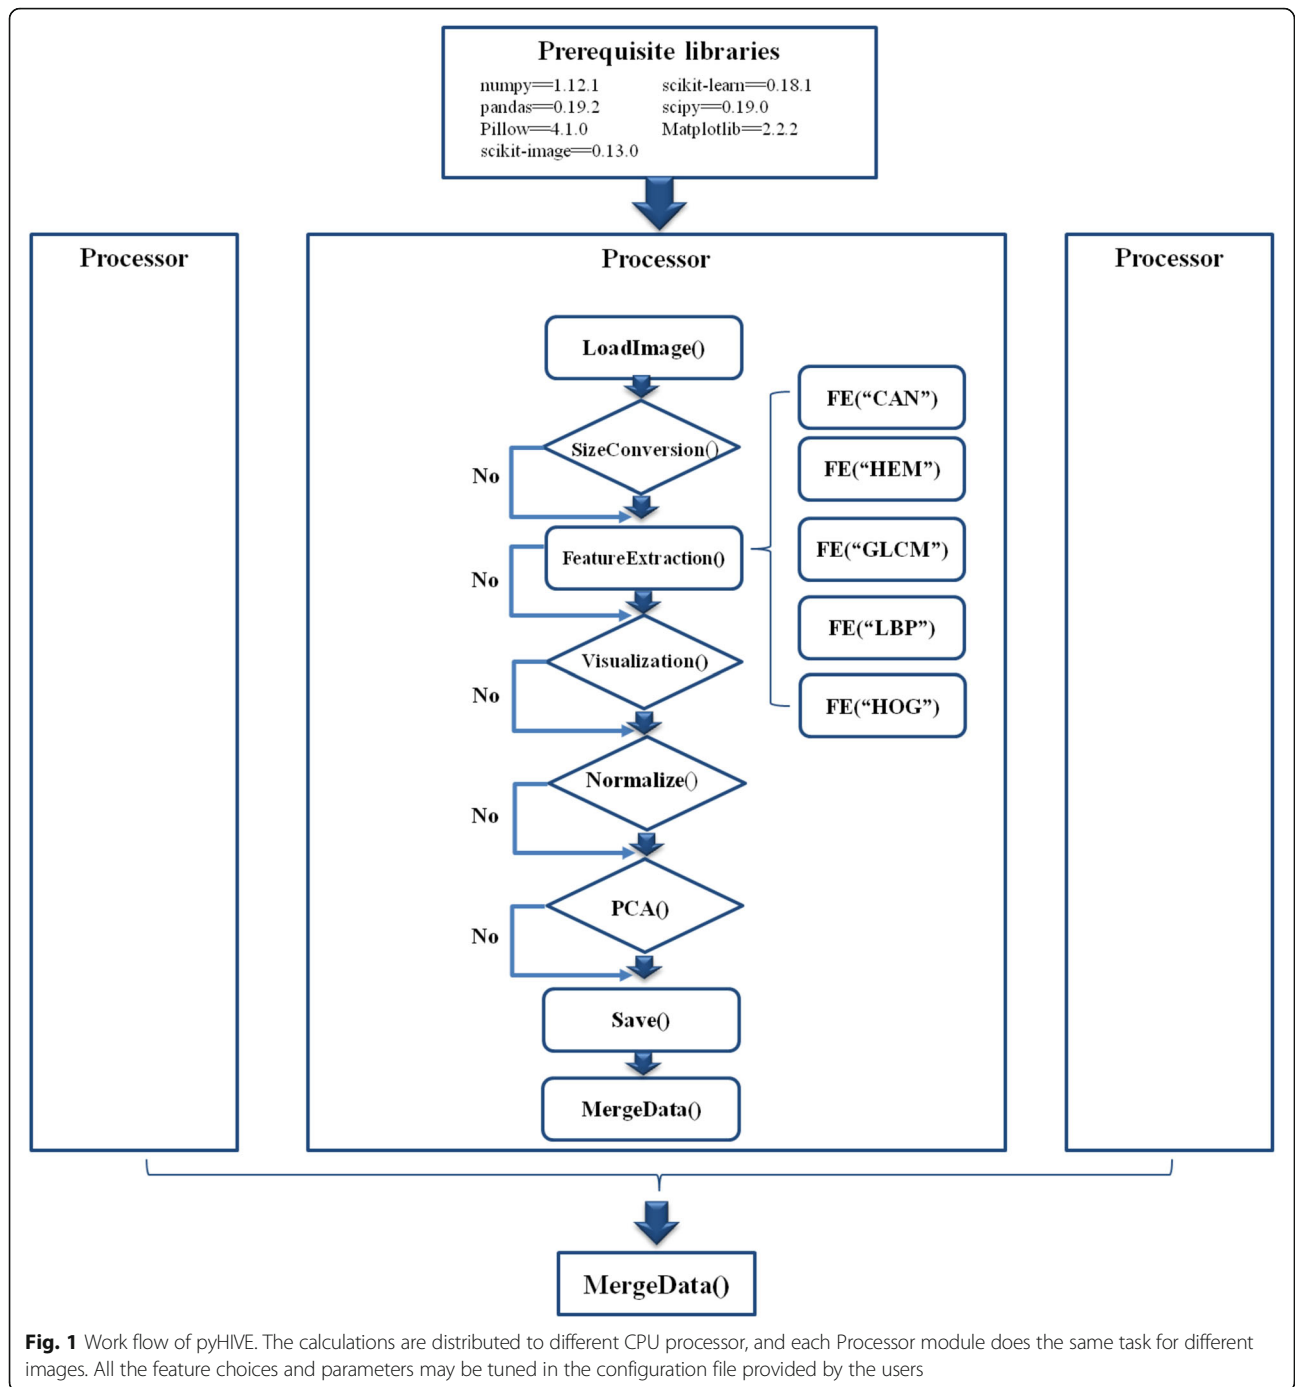 Prerequisite libraries
numpy==1.12.1
scikit-learn==0.18.1
pandas==0.19.2
scipy==0.19.0
Pillow==4.1.0
Matplotlib==2.2.2
scikit-image==0.13.0
Processor
Processor
Processor
LoadImage()
SizeConversion()
No
FeatureExtraction()
No
Visualization()
No
Normalize()
No
PCA()
No
Save()
MergeData()
FE(“CAN”)
FE(“HEM”)
FE(“GLCM”)
FE(“LBP”)
FE(“HOG”)
MergeData()
Fig. 1 Work flow of pyHIVE. The calculations are distributed to different CPU processor, and each Processor module does the same task for different
images. All the feature choices and parameters may be tuned in the configuration file provided by the users